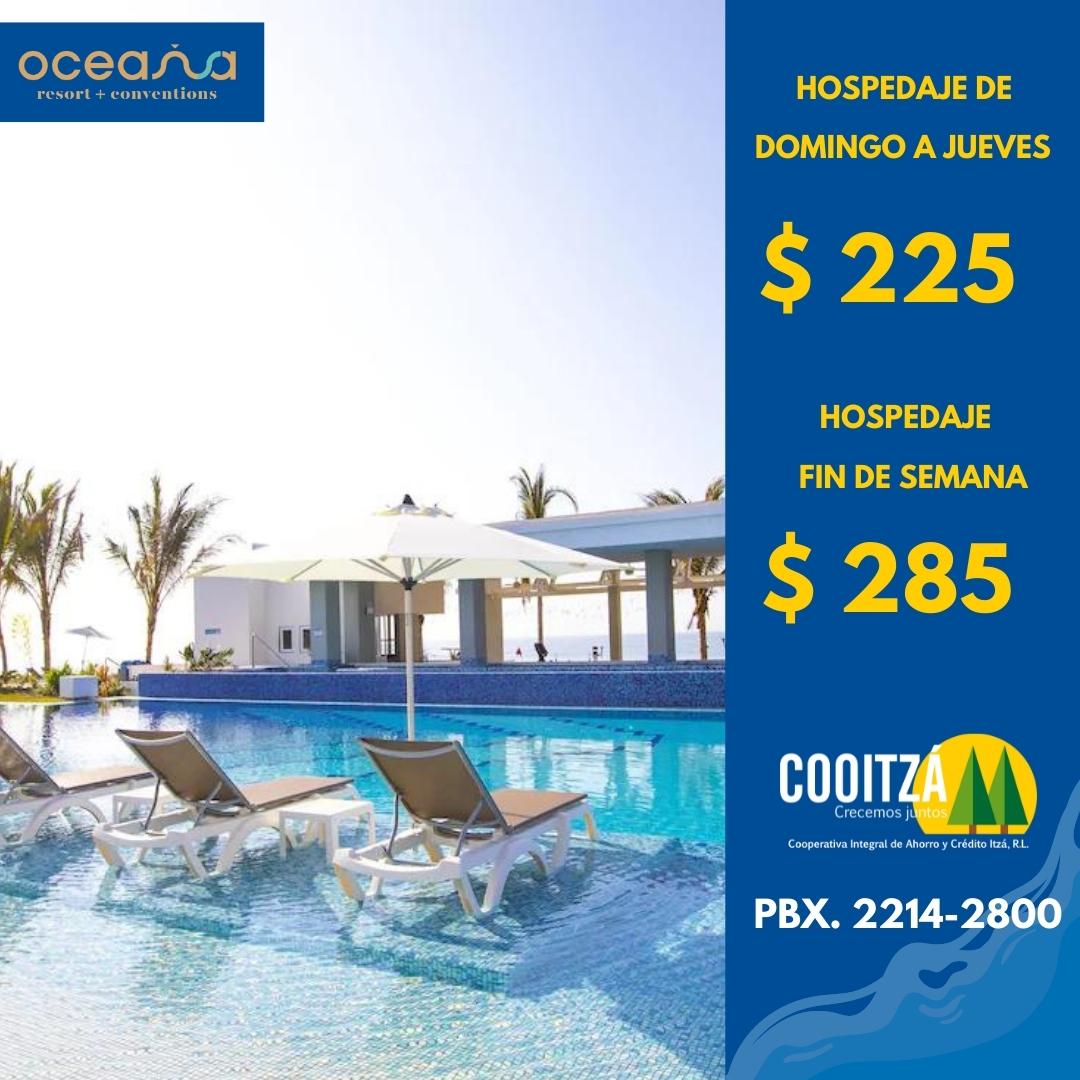 oceana
resort + conventions
HOSPEDAJE DE
DOMINGO A JUEVES
$ 225
HOSPEDAJE
FIN DE SEMANA
$ 285
COOITZÁ
Crecemos juntos
Cooperativa Integral de Ahorro y Crédito Itzá, R.L.
PBX. 2214-2800